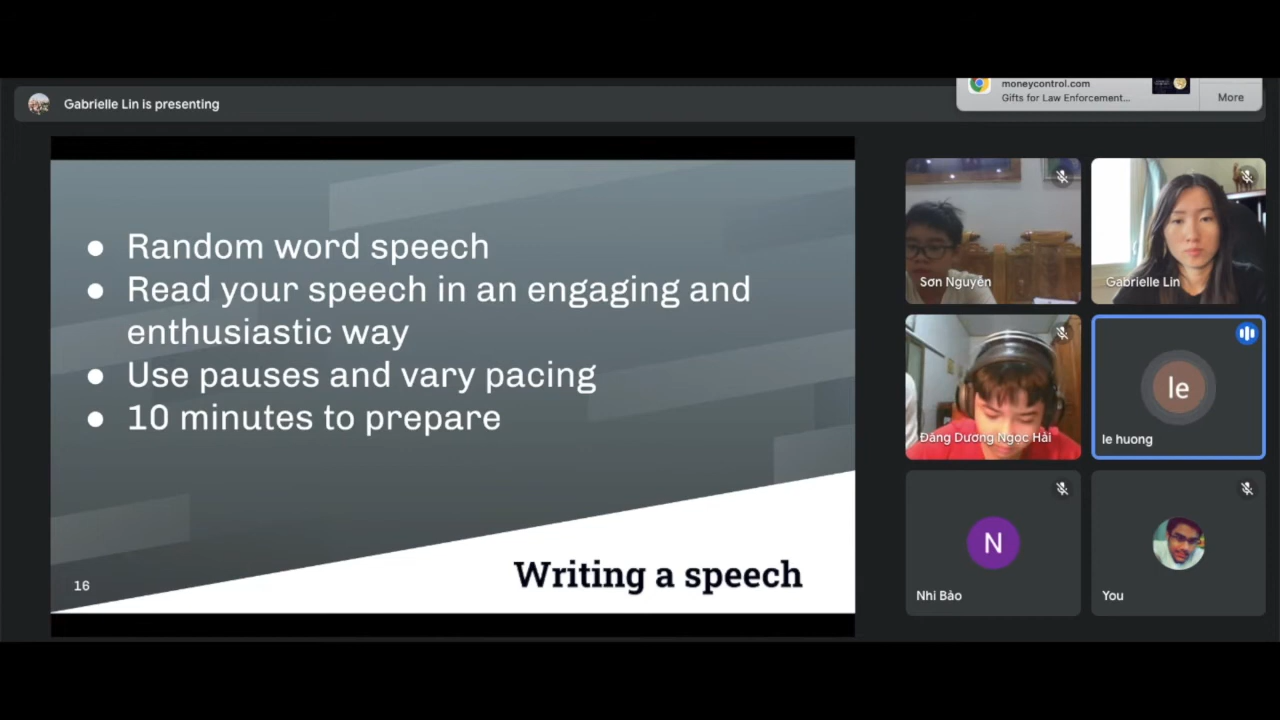 moneycontrol.com
Gifts for Law Enforcement...
More
Gabrielle Lin is presenting
● Random word speech
● Read your speech in an engaging and
enthusiastic way
● Use pauses and vary pacing
● 10 minutes to prepare
16
Writing a speech
Sơn Nguyễn
Gabrielle Lin
Đăng Dương Ngọc Hải
le
le huong
N
Nhi Bảo
You